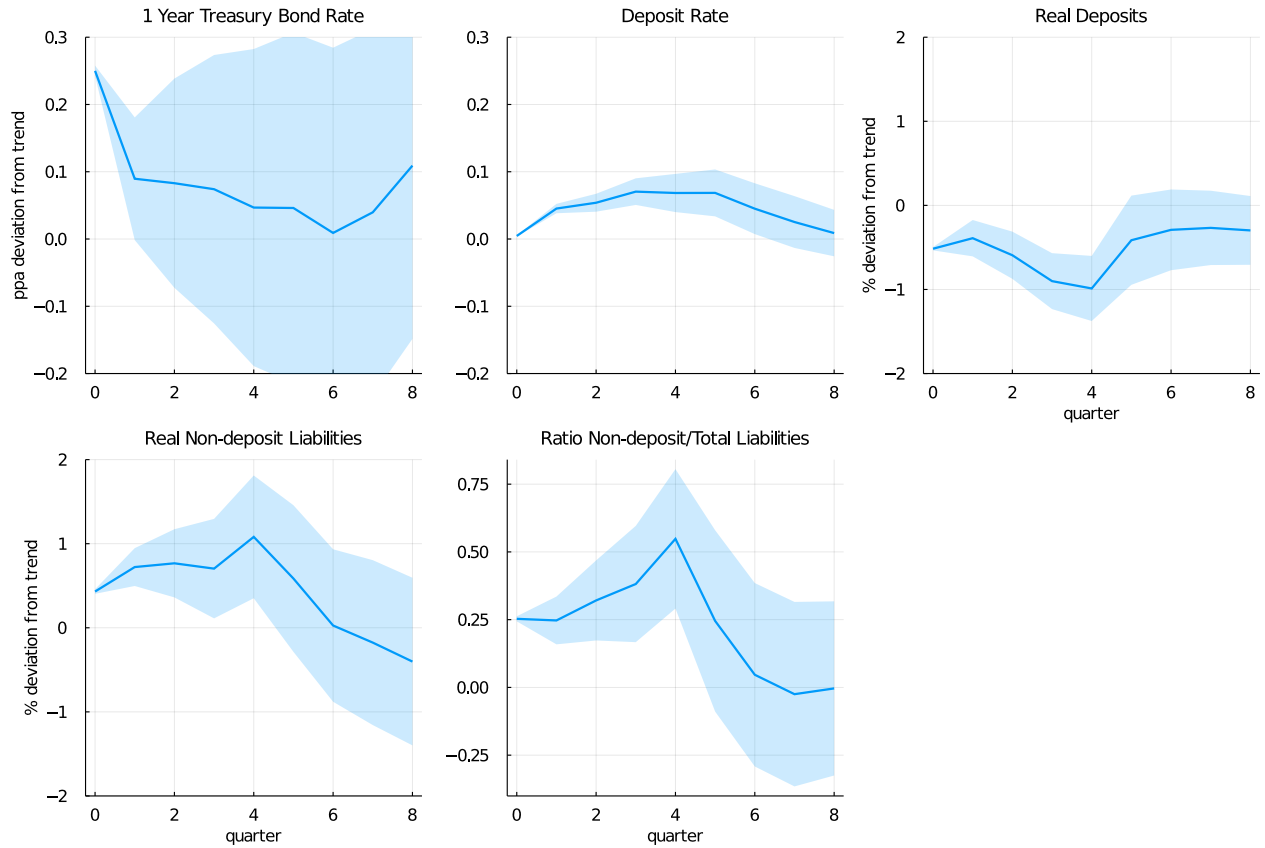 1 Year Treasury Bond Rate
ppa deviation from trend
0.3
0.2
0.1
0.0
−0.1
−0.2
0 2 4 6 8
Deposit Rate
0.3
0.2
0.1
0.0
−0.1
−0.2
0 2 4 6 8
Real Deposits
% deviation from trend
2
1
0
−1
−2
0 2 4 6 8
quarter
Real Non-deposit Liabilities
% deviation from trend
2
1
0
−1
−2
0 2 4 6 8
quarter
Ratio Non-deposit/Total Liabilities
0.75
0.50
0.25
0.00
−0.25
0 2 4 6 8
quarter